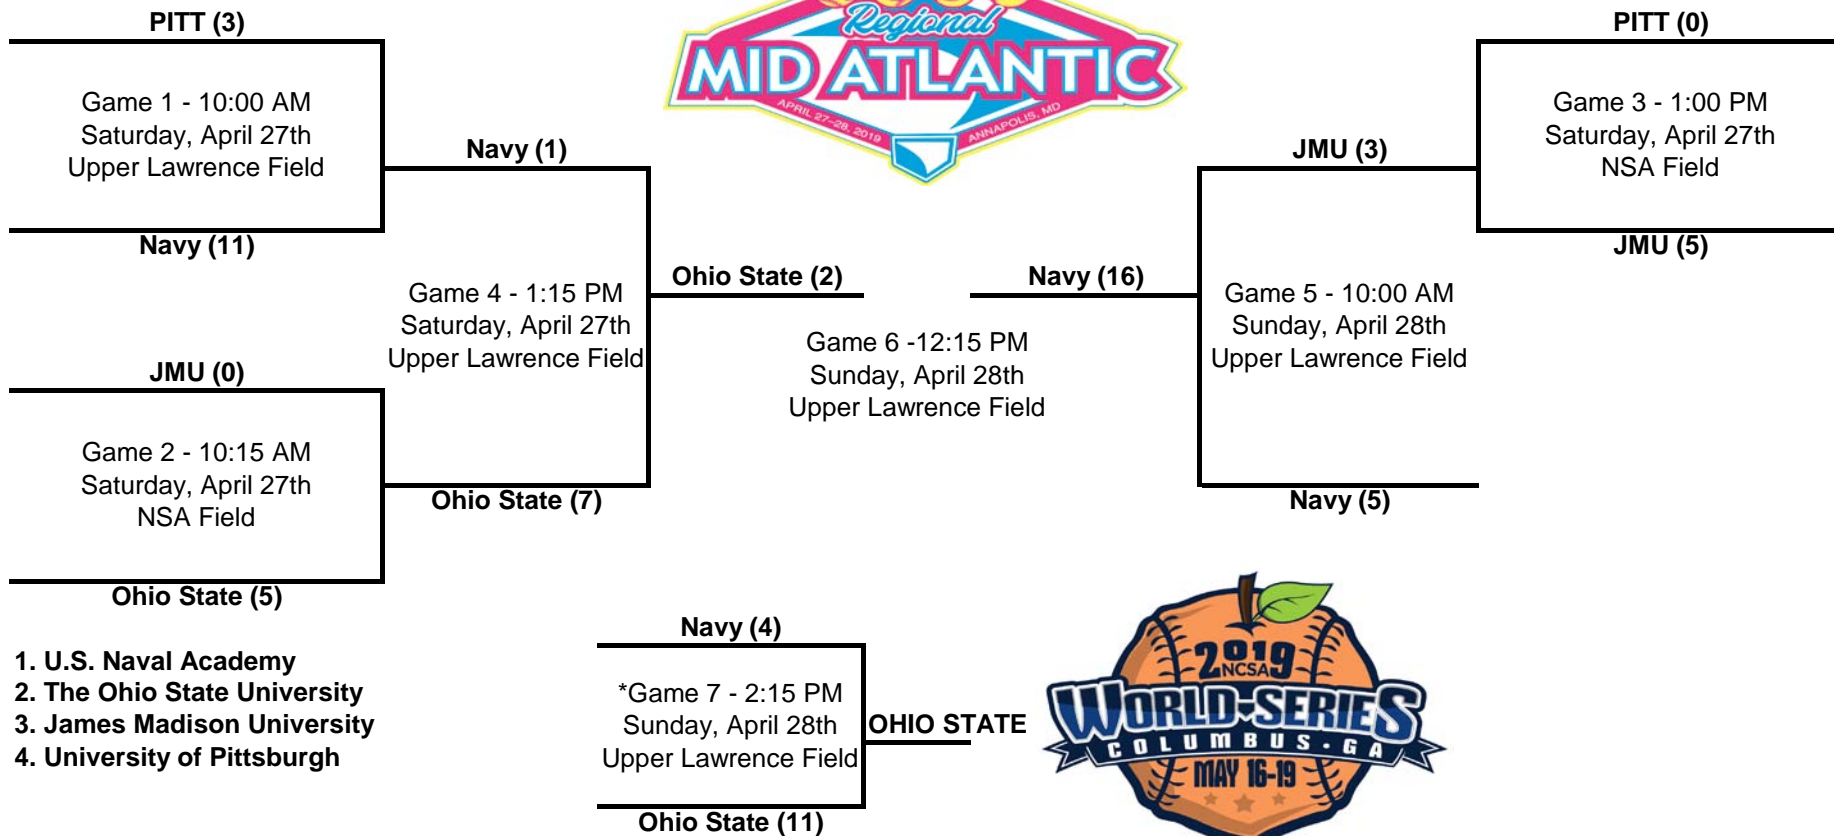 PITT (3)
Game 1 - 10:00 AM
Saturday, April 27th
Upper Lawrence Field
Navy (11)
JMU (0)
Game 2 - 10:15 AM
Saturday, April 27th
NSA Field
Ohio State (5)
Navy (1)
Game 4 - 1:15 PM
Saturday, April 27th
Upper Lawrence Field
Ohio State (7)
Regional
MID ATLANTIC
APRIL 27-28, 2019
ANNAPOLIS, MD
Ohio State (2)
Navy (16)
Game 6 -12:15 PM
Sunday, April 28th
Upper Lawrence Field
JMU (3)
Game 5 - 10:00 AM
Sunday, April 28th
Upper Lawrence Field
Navy (5)
PITT (0)
Game 3 - 1:00 PM
Saturday, April 27th
NSA Field
JMU (5)
1. U.S. Naval Academy
2. The Ohio State University
3. James Madison University
4. University of Pittsburgh
Navy (4)
*Game 7 - 2:15 PM
Sunday, April 28th
Upper Lawrence Field
Ohio State (11)
OHIO STATE
2019
NCSA
WORLD SERIES
COLUMBUS • GA
MAY 16-19